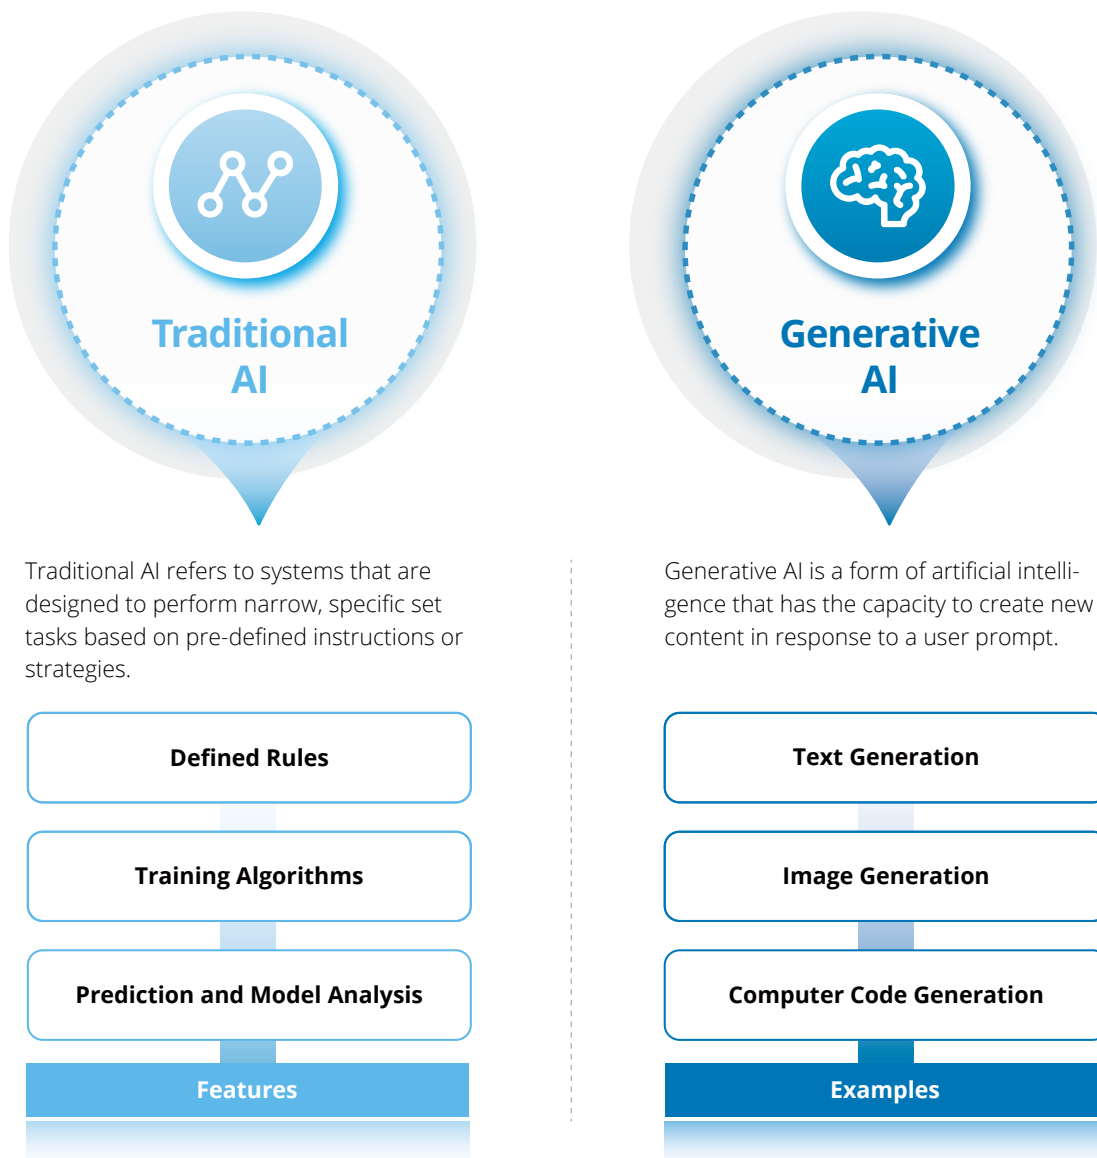 Traditional
AI
Traditional AI refers to systems that are
designed to perform narrow, specific set
tasks based on pre-defined instructions or
strategies.
Defined Rules
Training Algorithms
Prediction and Model Analysis
Features
Generative
AI
Generative AI is a form of artificial intelli-
gence that has the capacity to create new
content in response to a user prompt.
Text Generation
Image Generation
Computer Code Generation
Examples